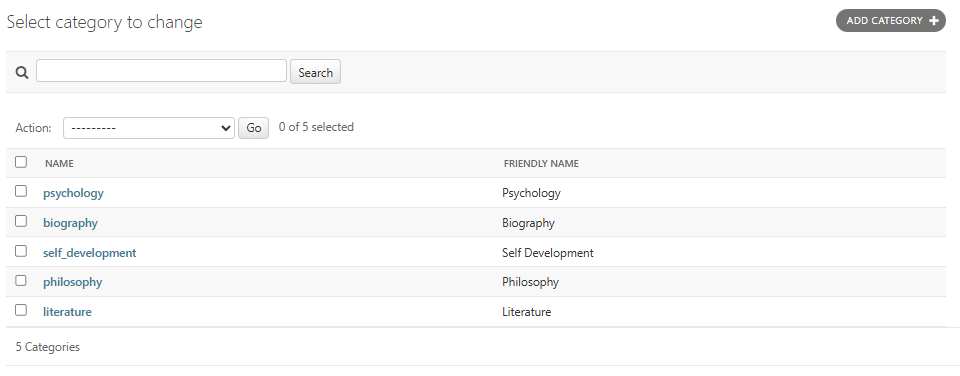 Select category to change
ADD CATEGORY +
Search
Action: --------- Go 0 of 5 selected
NAME FRIENDLY NAME
psychology Psychology
biography Biography
self_development Self Development
philosophy Philosophy
literature Literature
5 Categories